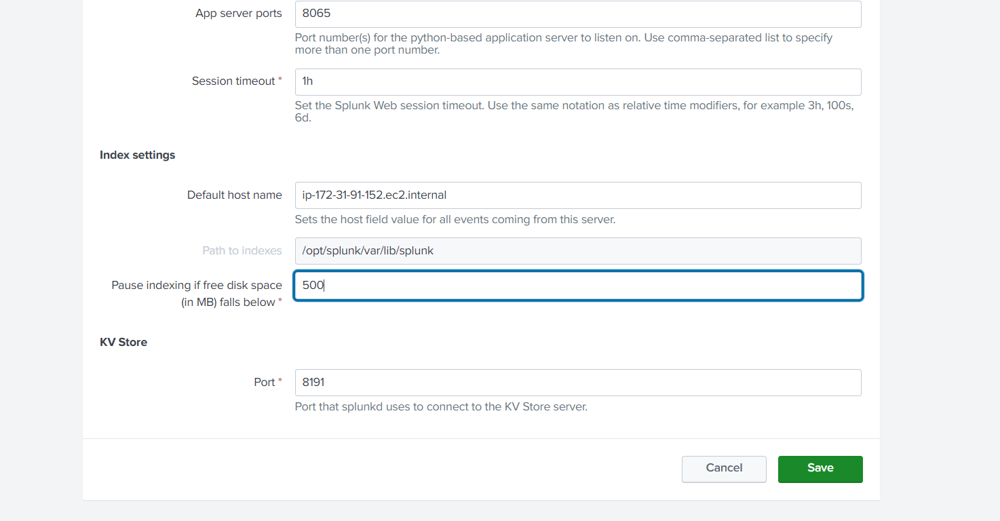 App server ports
8065
Port number(s) for the python-based application server to listen on. Use comma-separated list to specify
more than one port number.
Session timeout *
1h
Set the Splunk Web session timeout. Use the same notation as relative time modifiers, for example 3h, 100s,
6d.
Index settings
Default host name
ip-172-31-91-152.ec2.internal
Sets the host field value for all events coming from this server.
Path to indexes
/opt/splunk/var/lib/splunk
Pause indexing if free disk space
(in MB) falls below *
500
KV Store
Port *
8191
Port that splunkd uses to connect to the KV Store server.
Cancel
Save